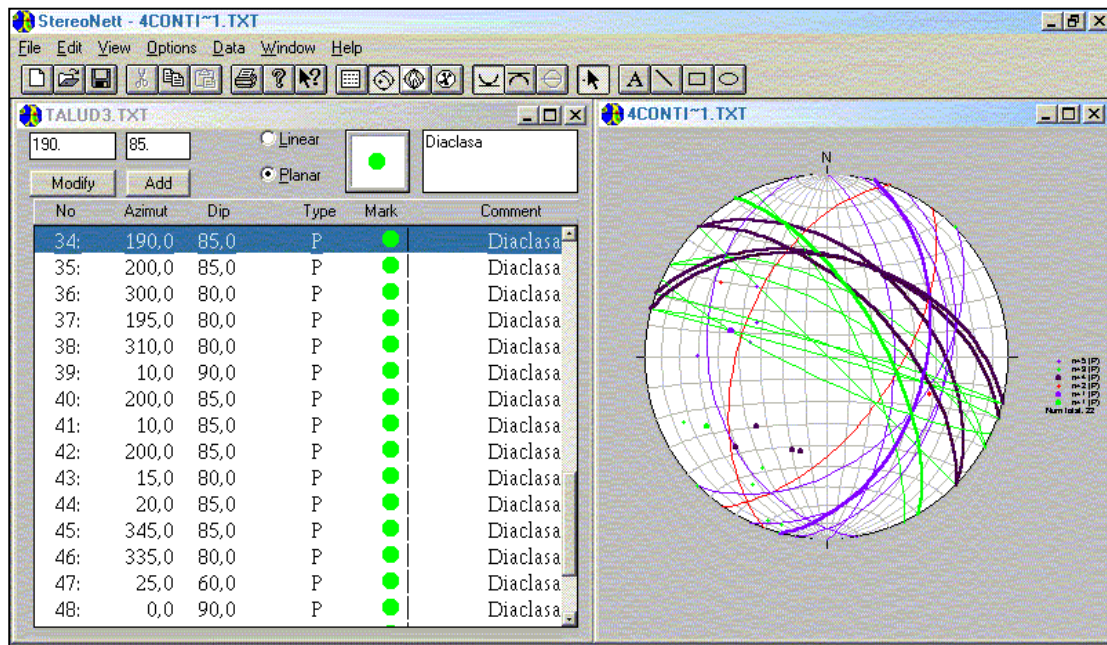 StereoNett - 4CONTI~1.TXT
File Edit View Options Data Window Help
A
TALUD3.TXT
190. 85. Linear Diaclasa
Modify Add Planar
No Azimut Dip Type Mark Comment
34: 190,0 85,0 P Diaclasa
35: 200,0 85,0 P Diaclasa
36: 300,0 80,0 P Diaclasa
37: 195,0 80,0 P Diaclasa
38: 310,0 80,0 P Diaclasa
39: 10,0 90,0 P Diaclasa
40: 200,0 85,0 P Diaclasa
41: 10,0 85,0 P Diaclasa
42: 200,0 85,0 P Diaclasa
43: 15,0 80,0 P Diaclasa
44: 20,0 85,0 P Diaclasa
45: 345,0 85,0 P Diaclasa
46: 335,0 80,0 P Diaclasa
47: 25,0 60,0 P Diaclasa
48: 0,0 90,0 P Diaclasa
4CONTI~1.TXT
N
n=5 (P)
n=4 (P)
n=2 (P)
n=1 (P)
n=1 (P)
Num total: 22